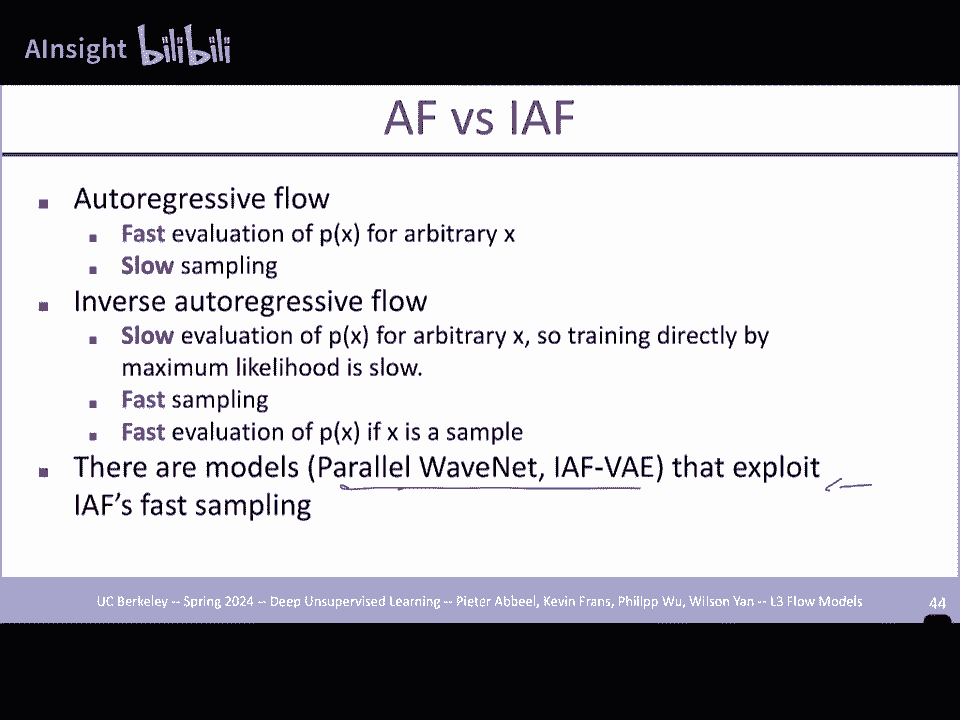 AInsight bilibili
AF vs IAF
Autoregressive flow
Fast evaluation of p(x) for arbitrary x
Slow sampling
Inverse autoregressive flow
Slow evaluation of p(x) for arbitrary x, so training directly by
maximum likelihood is slow.
Fast sampling
Fast evaluation of p(x) if x is a sample
There are models (Parallel WaveNet, IAF-VAE) that exploit
IAF's fast sampling
UC Berkeley -- Spring 2024 -- Deep Unsupervised Learning -- Pieter Abbeel, Kevin Frans, Philipp Wu, Wilson Yan -- L3 Flow Models
44